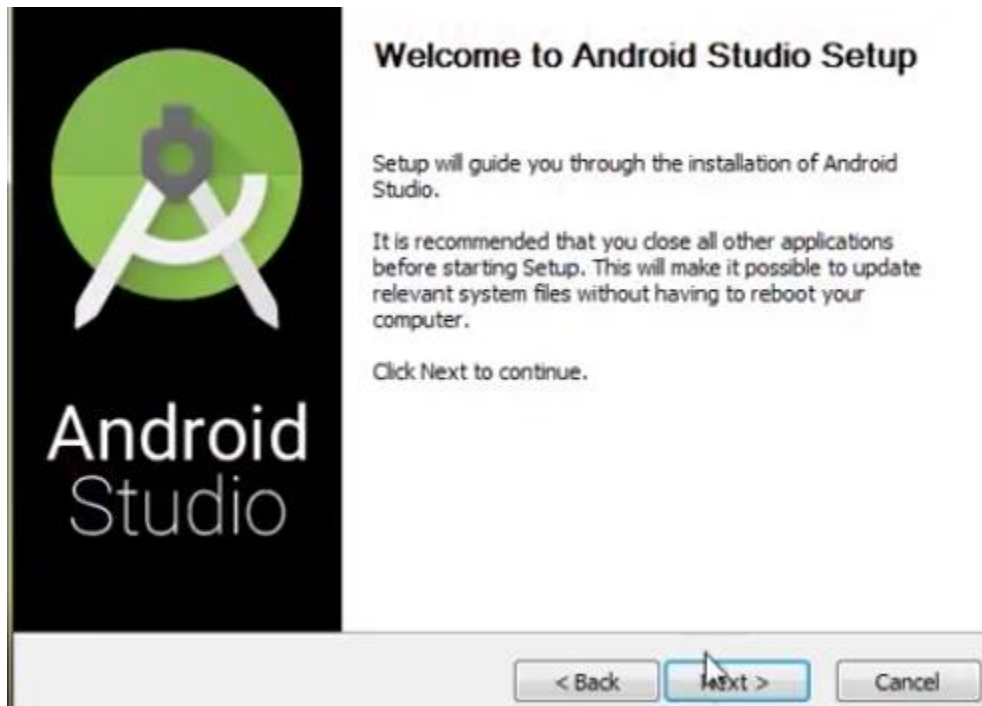 Welcome to Android Studio Setup
Setup will guide you through the installation of Android
Studio.
It is recommended that you close all other applications
before starting Setup. This will make it possible to update
relevant system files without having to reboot your
computer.
Click Next to continue.
Android
Studio
< Back
Next >
Cancel